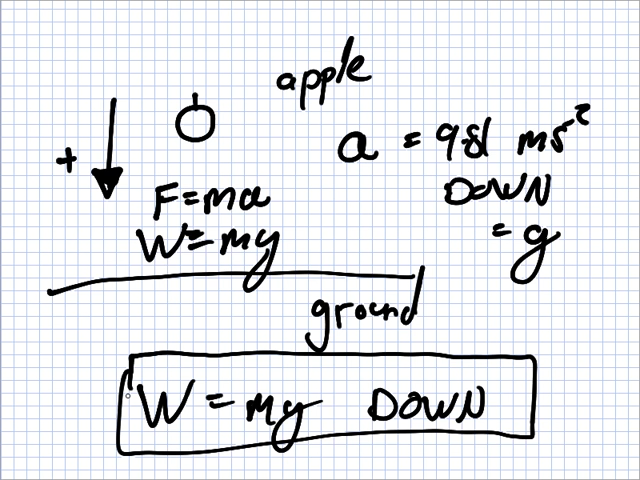 apple
a = 9.81 ms⁻²
+
DOWN
F=ma
= g
W=mg
ground
W = mg DOWN